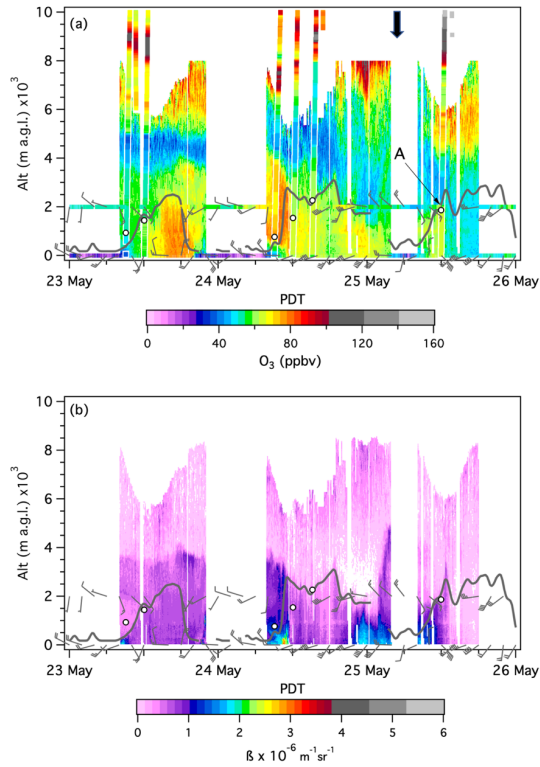 (a)
10
8
6
4
2
0
Alt (m a.g.l.) x10³
A
23 May
24 May
25 May
26 May
PDT
0
40
80
120
160
O₃ (ppbv)
(b)
10
8
6
4
2
0
Alt (m a.g.l.) x10³
23 May
24 May
25 May
26 May
PDT
0
1
2
3
4
5
6
ß x 10⁻⁶ m⁻¹sr⁻¹